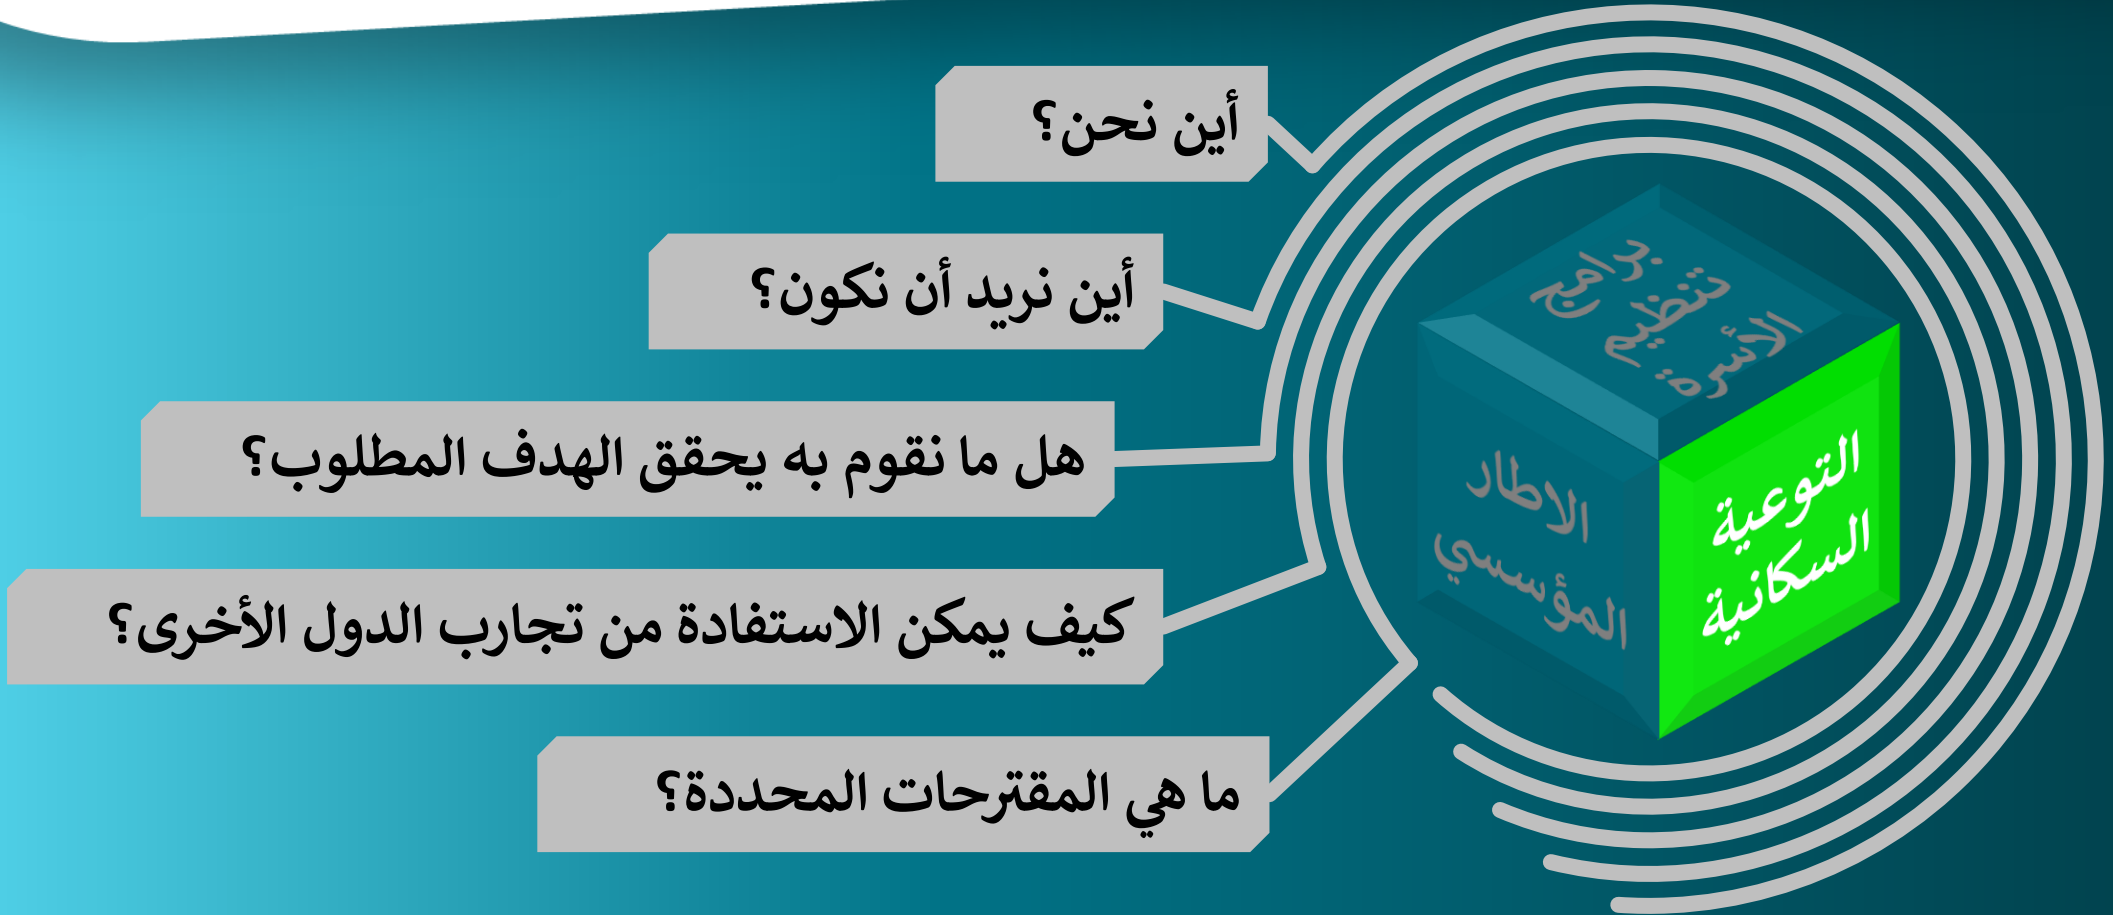 أين نحن؟
أين نريد أن نكون؟
هل ما نقوم به يحقق الهدف المطلوب؟
كيف يمكن الاستفادة من تجارب الدول الأخرى؟
ما هي المقترحات المحددة؟
برامج
تنظيم
الأسرة
التوعية
السكانية
الاطار
المؤسسي